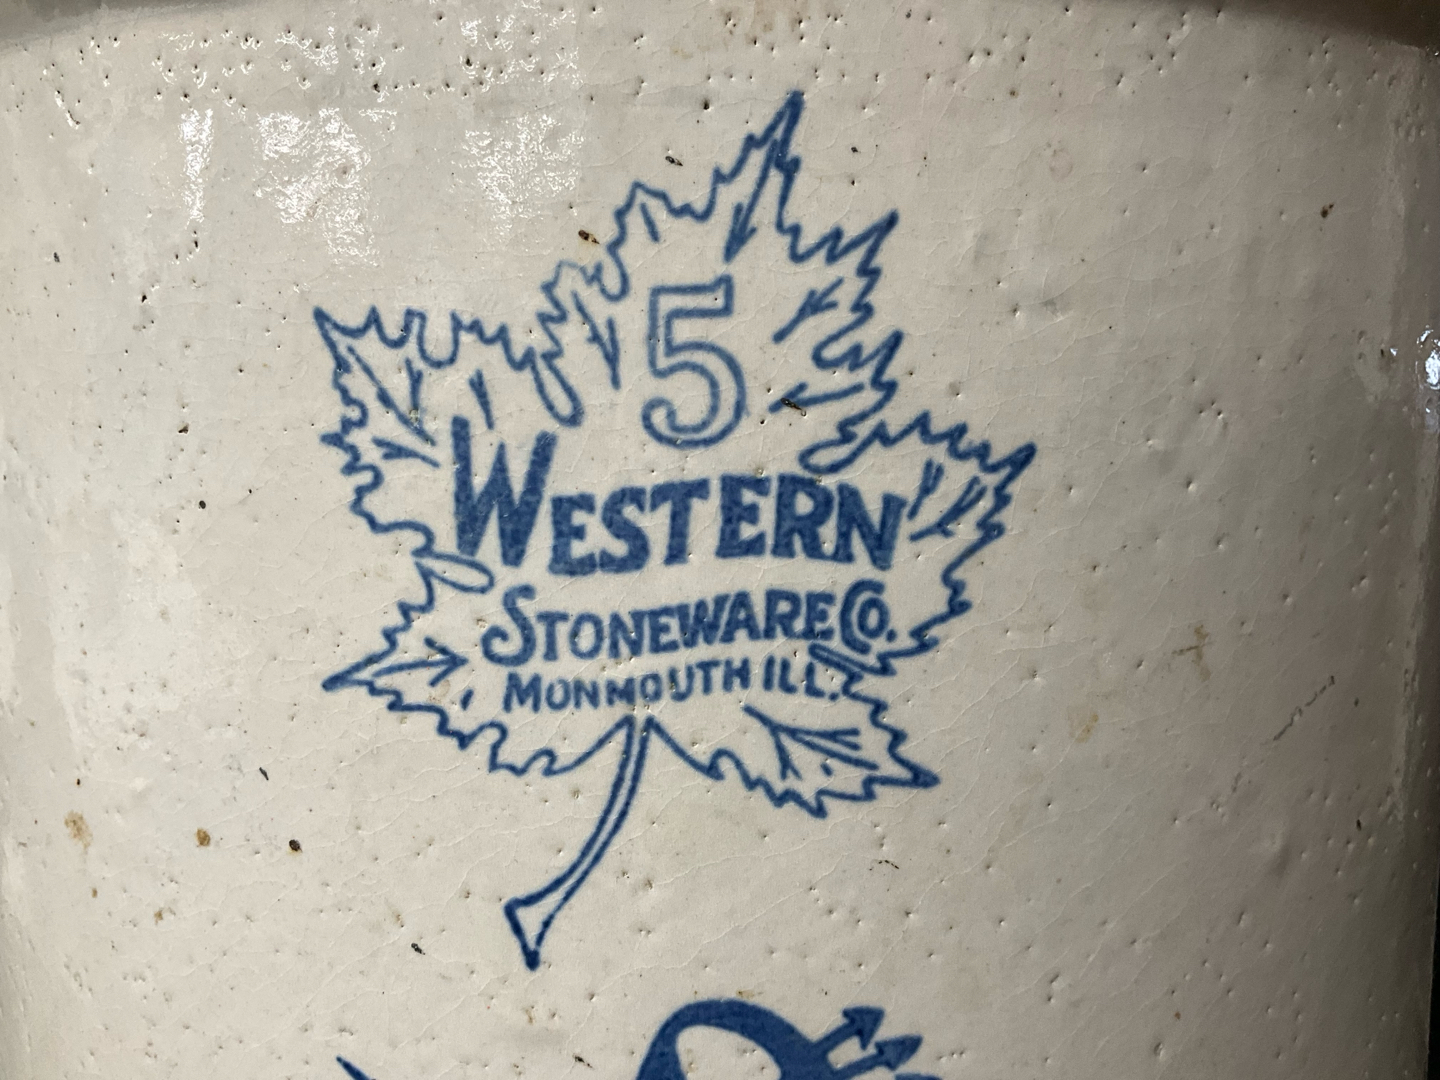 5
WESTERN
STONEWARE CO.
MONMOUTH ILL.